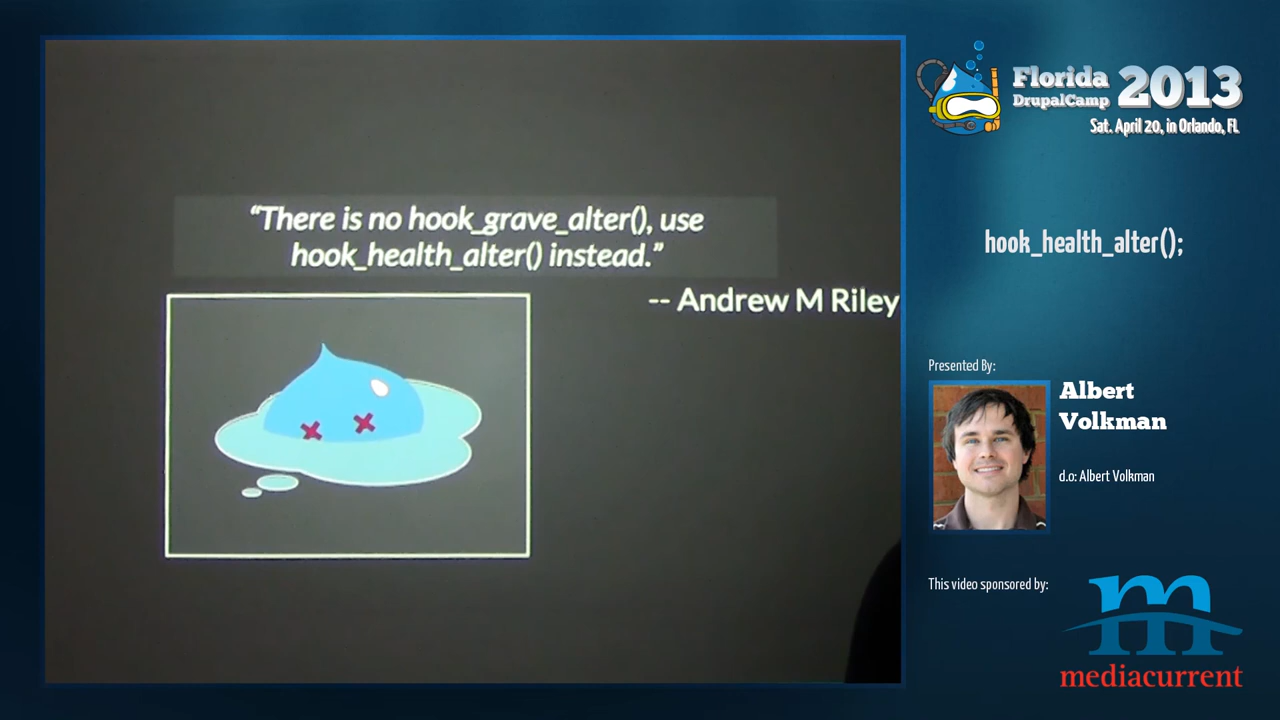 “There is no hook_grave_alter(), use
hook_health_alter() instead.”
-- Andrew M Riley
Florida
DrupalCamp
2013
Sat. April 20, in Orlando, FL
hook_health_alter();
Presented By:
Albert
Volkman
d.o: Albert Volkman
This video sponsored by:
m
mediacurrent